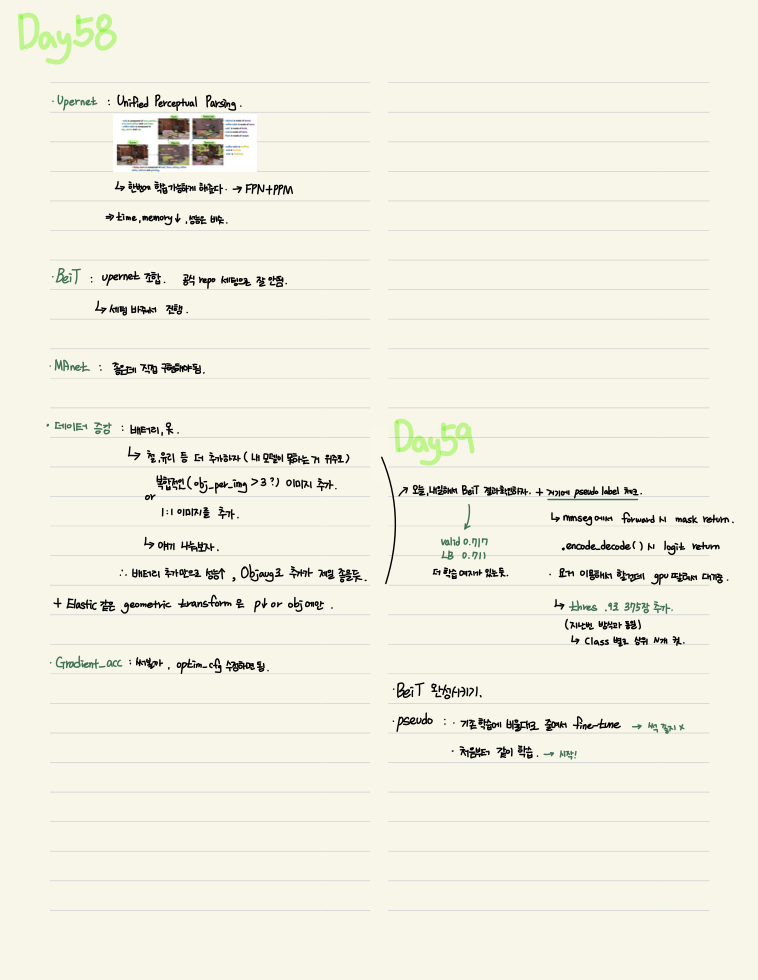 Day58
· Upernet : Unified Perceptual Parsing.
↳ 한번에 학습가능하게 해준다. → FPN+PPM
⇒ time, memory↓, 성능은 비슷.
· BeiT : upernet 조합. 공식 repo 세팅으로 잘 안됨.
↳ 세팅 바꿔서 진행.
· MAnet : 좋은데 직접 구현해야됨.
· 데이터 증강 : 배터리, 옷.
↳ 철, 유리 등 더 추가하자 (내 모델이 못하는 거 위주로)
복합적인 (obj_per_img >3?) 이미지 추가.
or
1:1 이미지를 추가.
↳ 얘기 나눠보자.
∴ 배터리 추가만으로 성능↑, Objaug로 추가가 제일 좋을듯.
+ Elastic 같은 geometric transform 은 p↓ or obj에만.
· Gradient_acc : 써볼까, optim_cfg 수정하면 됨.
Day59
↗ 오늘, 내일해서 BeiT 결과확인하자. + 거기에 pseudo label 체크.
valid 0.717
LB 0.711
더 학습 여지가 있는듯.
↳ mmseg에서 forward 시 mask return.
.encode_decode() 시 logit return
· 요거 이용해서 할건데 gpu 딸해서 대기중.
↳ thres .9로 375장 추가.
(지난번 방식과 동일)
↳ Class 별로 상위 시계 컷.
· BeiT 완성시키기.
· pseudo : · 기존 학습에 비율대로 줄여서 fine-tune → 썩 좋지 x
· 처음부터 같이 학습. → 시작!